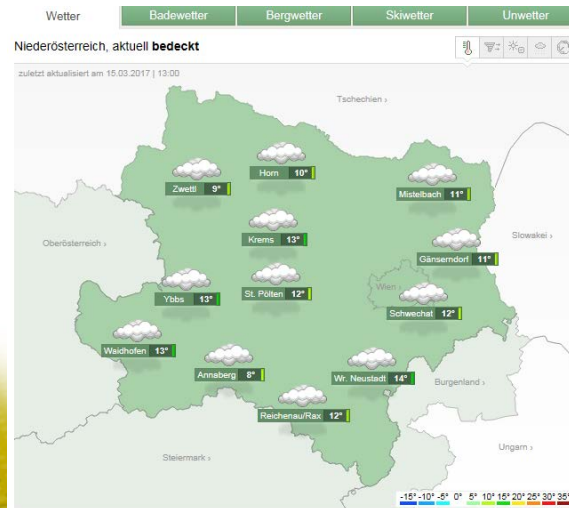 Wetter Badewetter Bergwetter Skiwetter Unwetter
Niederösterreich, aktuell bedeckt
zuletzt aktualisiert am 15.03.2017 | 13:00
Tschechien ›
Horn 10°
Zwettl 9°
Mistelbach 11°
Krems 13°
Slowakei ›
Oberösterreich ›
Gänserndorf 11°
Wien ›
Ybbs 13°
St. Pölten 12°
Schwechat 12°
Waidhofen 13°
Annaberg 8°
Wr. Neustadt 14°
Burgenland ›
Reichenau/Rax 12°
Steiermark ›
Ungarn ›
-15° -10° -5° 0° 5° 10° 15° 20° 25° 30° 35°